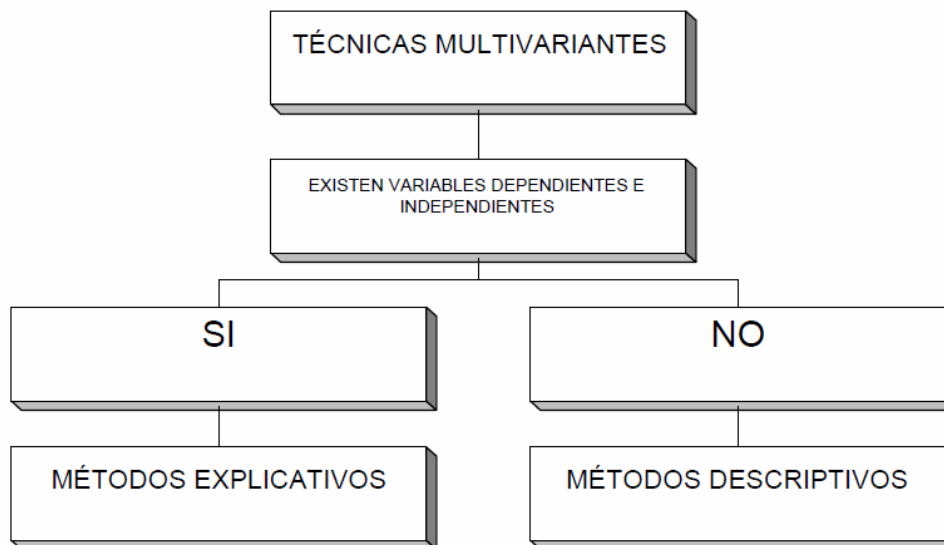 TÉCNICAS MULTIVARIANTES
EXISTEN VARIABLES DEPENDIENTES E
INDEPENDIENTES
SI
NO
MÉTODOS EXPLICATIVOS
MÉTODOS DESCRIPTIVOS